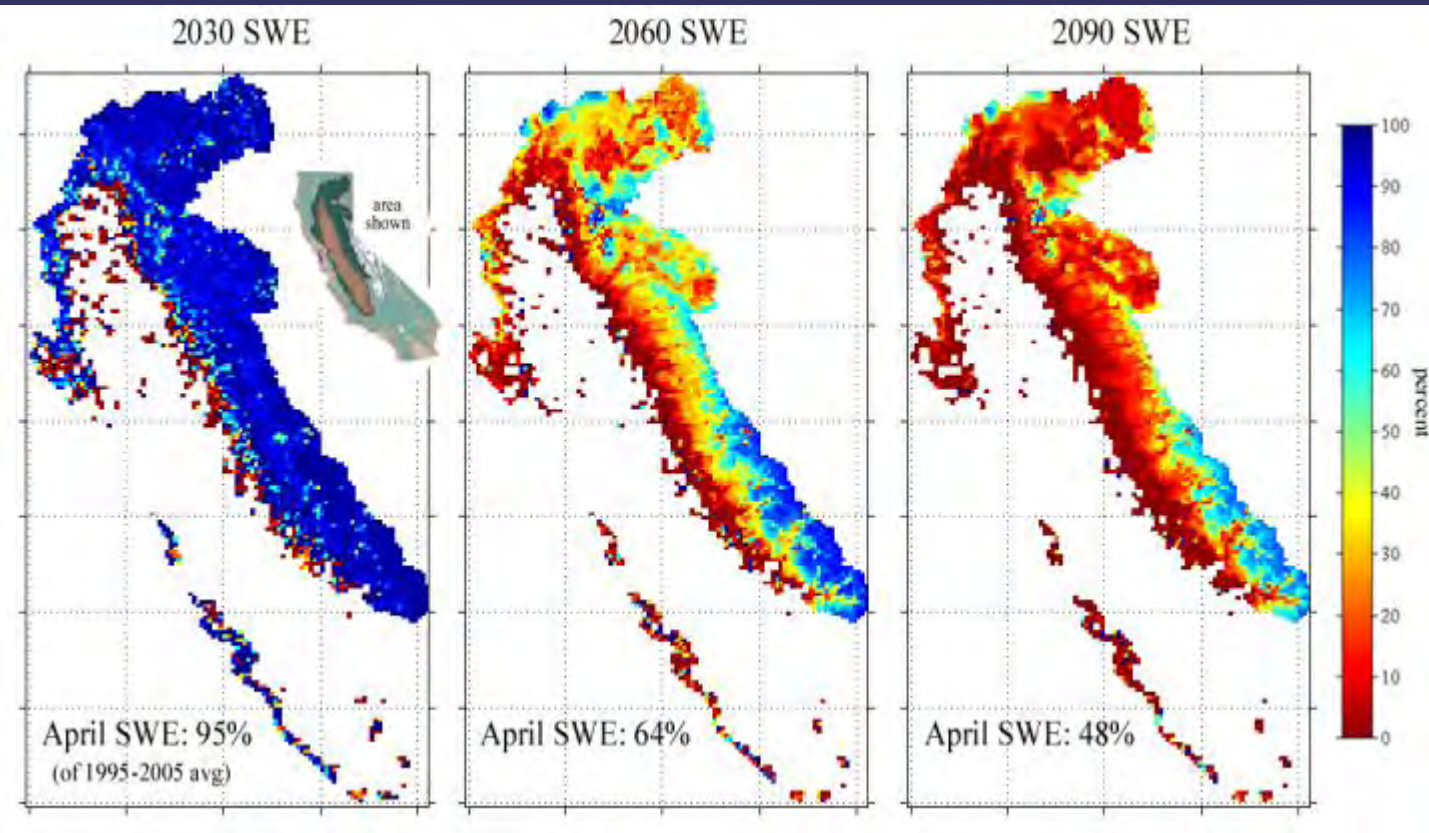 2030 SWE
2060 SWE
2090 SWE
area
shown
100
90
80
70
60
50
40
30
20
10
0
percent
April SWE: 95%
(of 1995-2005 avg)
April SWE: 64%
April SWE: 48%